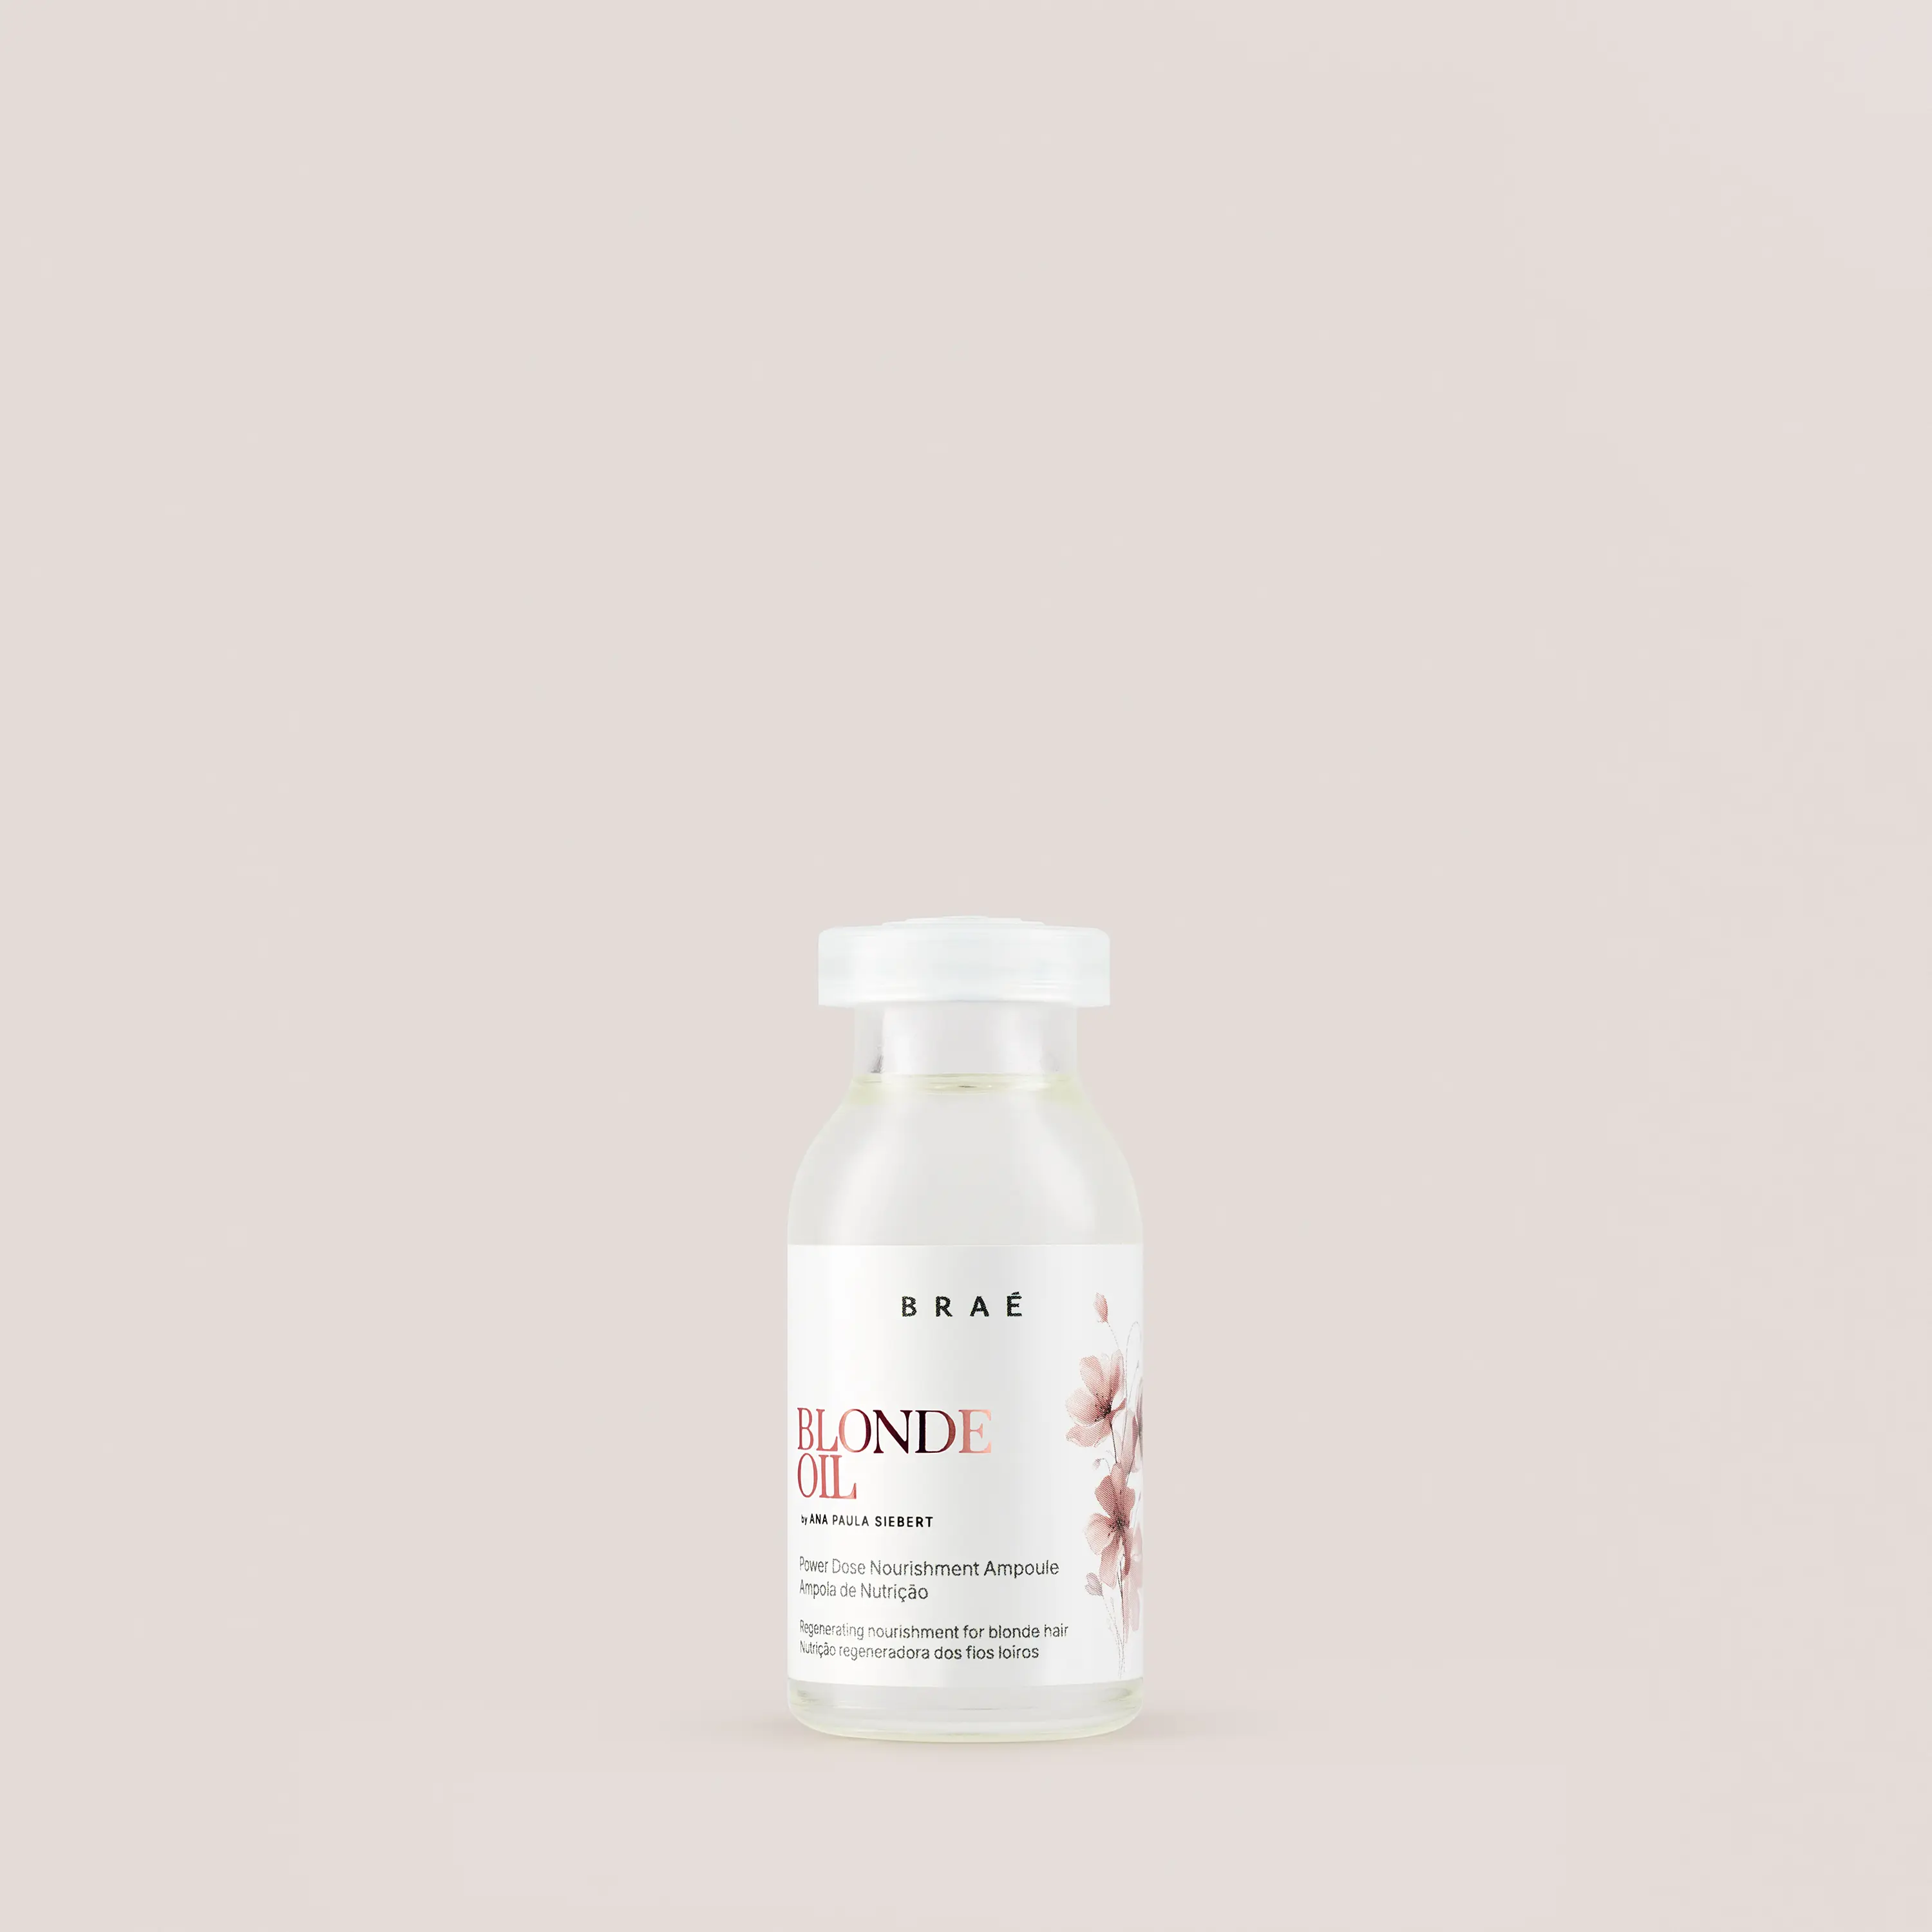 BRAÉ
BLONDE
OIL
by ANA PAULA SIEBERT
Power Dose Nourishment Ampoule
Ampola de Nutrição
Regenerating nourishment for blonde hair
Nutrição regeneradora dos fios loiros